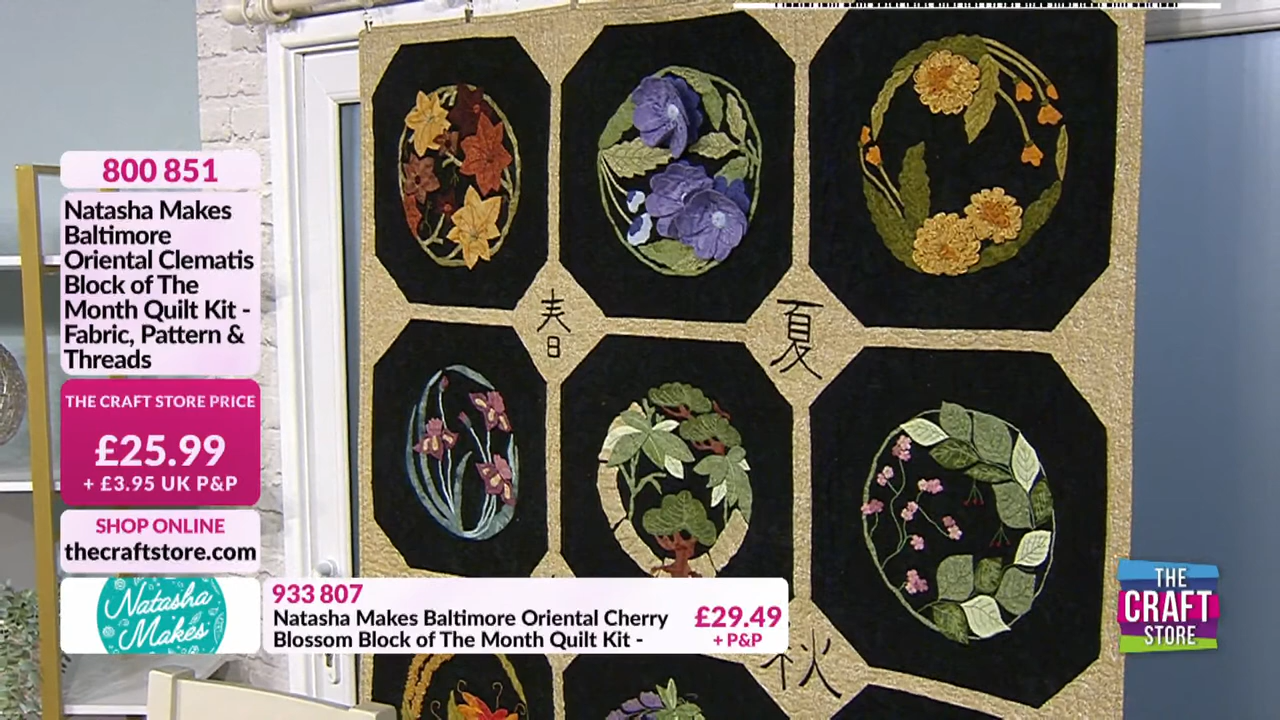 800 851
Natasha Makes
Baltimore
Oriental Clematis
Block of The
Month Quilt Kit -
Fabric, Pattern &
Threads
THE CRAFT STORE PRICE
£25.99
+ £3.95 UK P&P
SHOP ONLINE
thecraftstore.com
Natasha
Makes
933 807
Natasha Makes Baltimore Oriental Cherry
Blossom Block of The Month Quilt Kit -
£29.49
+ P&P
春
夏
秋
THE
CRAFT
STORE